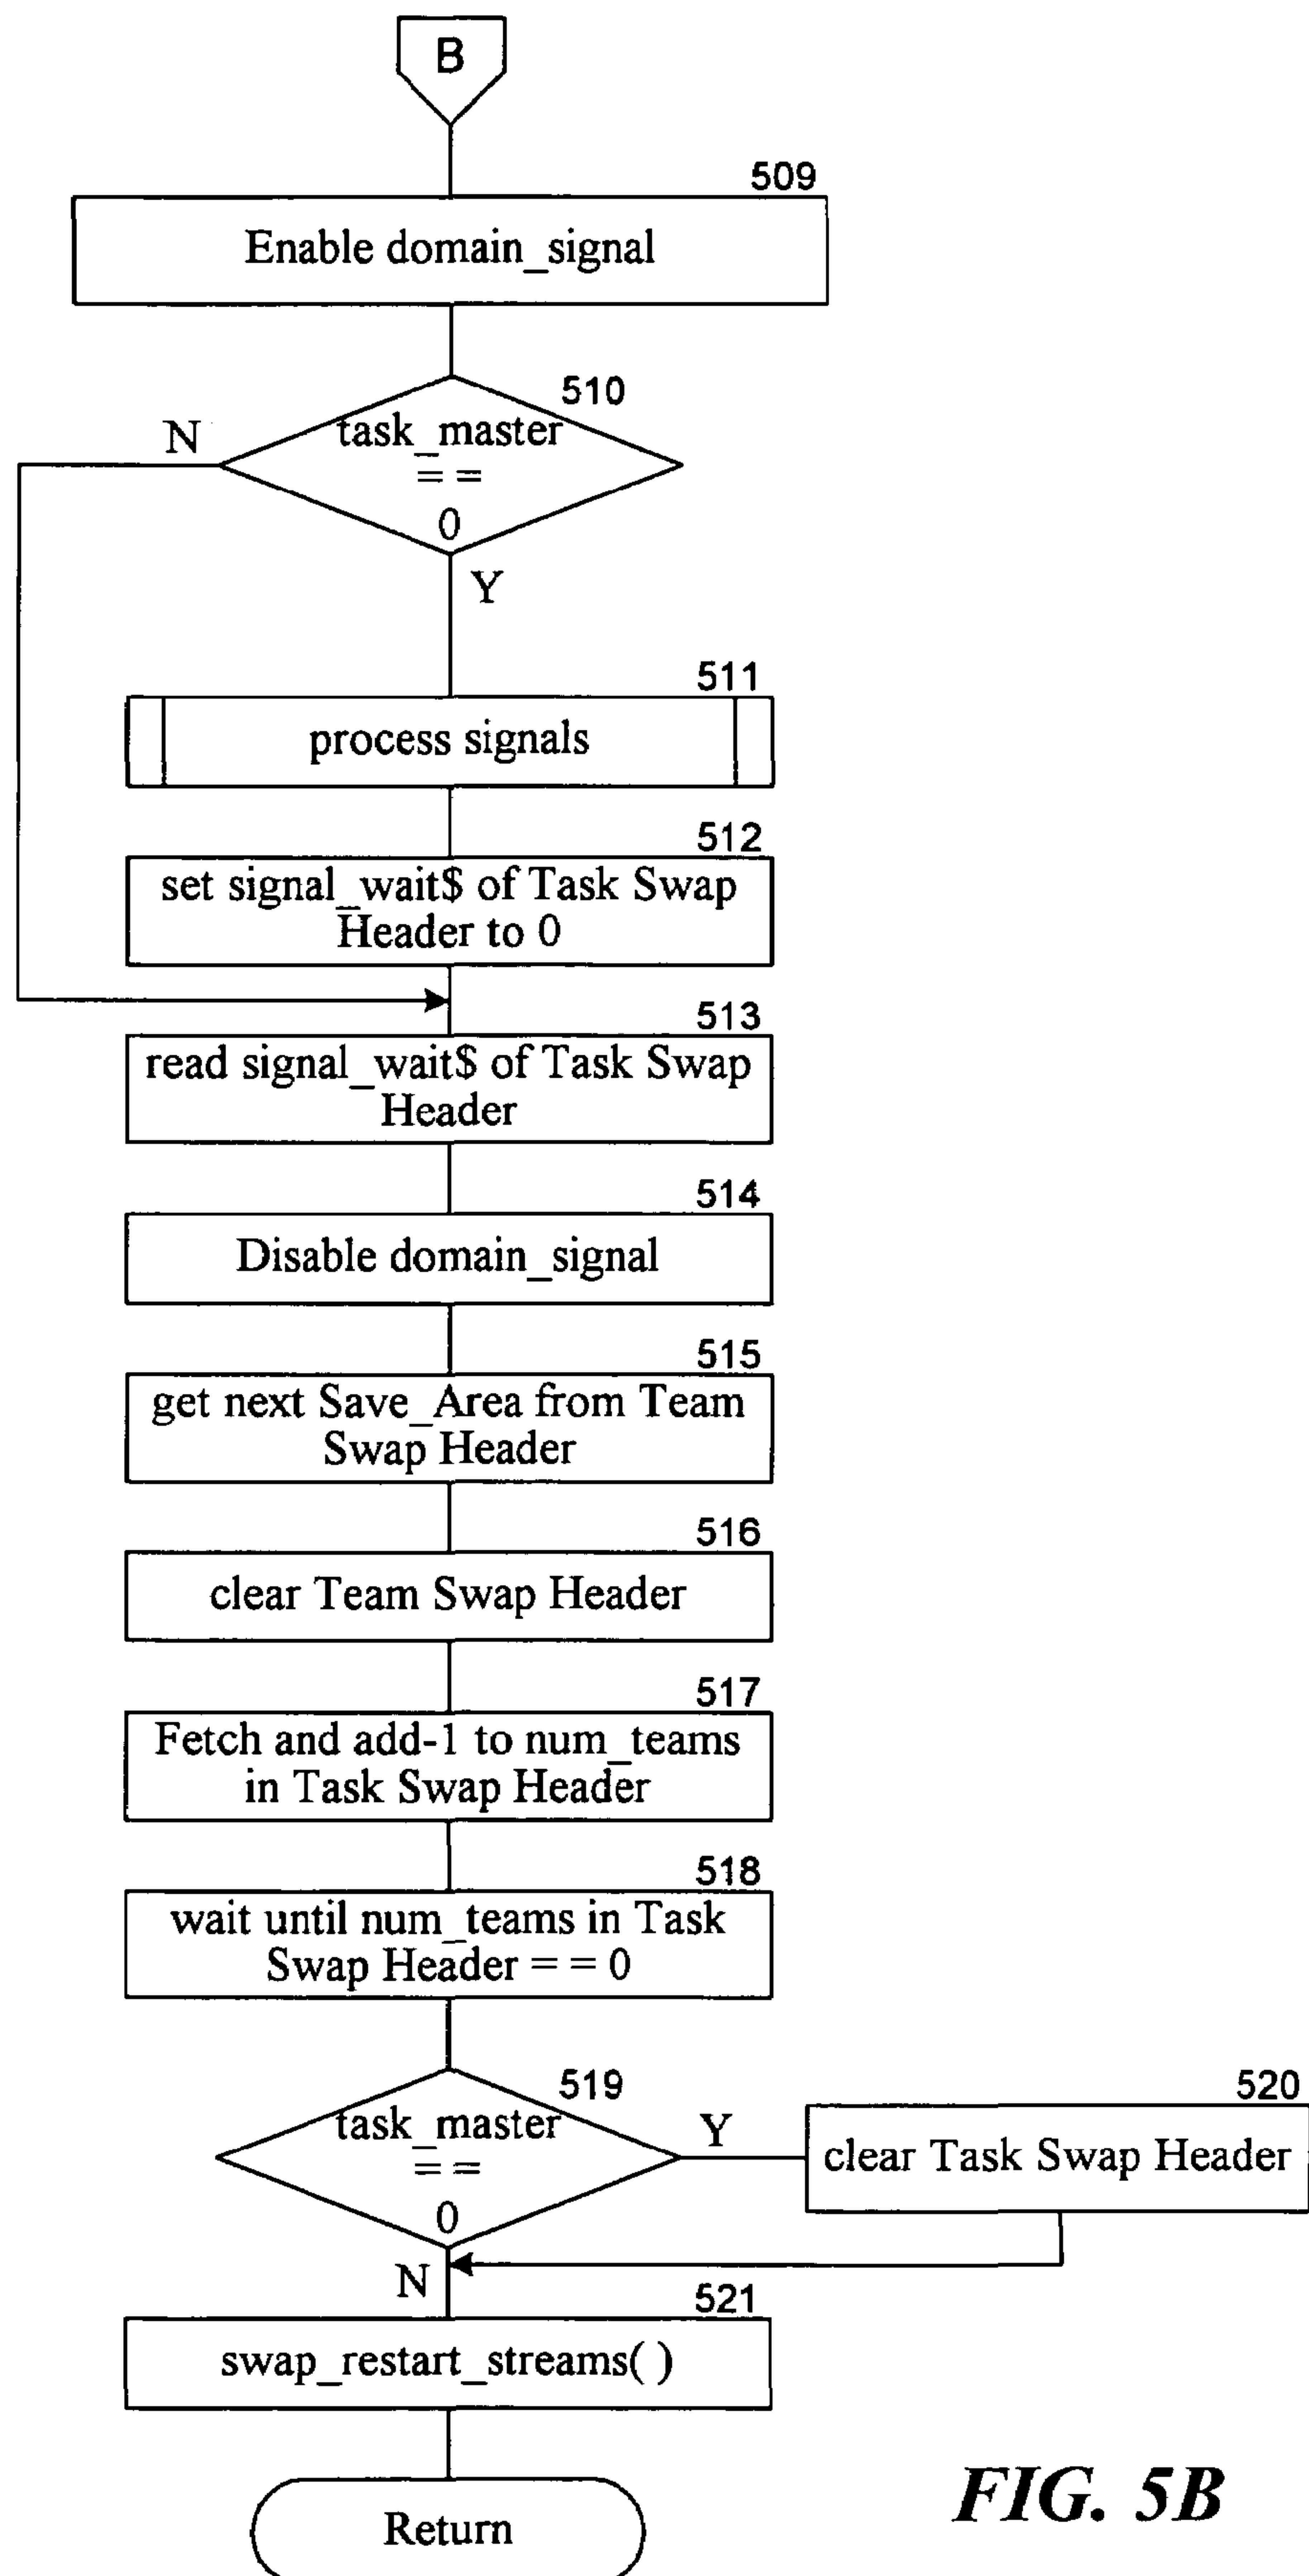 B
509
Enable domain_signal
510
N
task_master
= =
0
Y
511
process signals
512
set signal_wait$ of Task Swap
Header to 0
513
read signal_wait$ of Task Swap
Header
514
Disable domain_signal
515
get next Save_Area from Team
Swap Header
516
clear Team Swap Header
517
Fetch and add-1 to num_teams
in Task Swap Header
518
wait until num_teams in Task
Swap Header = = 0
519
task_master
= =
0
Y
520
clear Task Swap Header
N
521
swap_restart_streams( )
Return
FIG. 5B